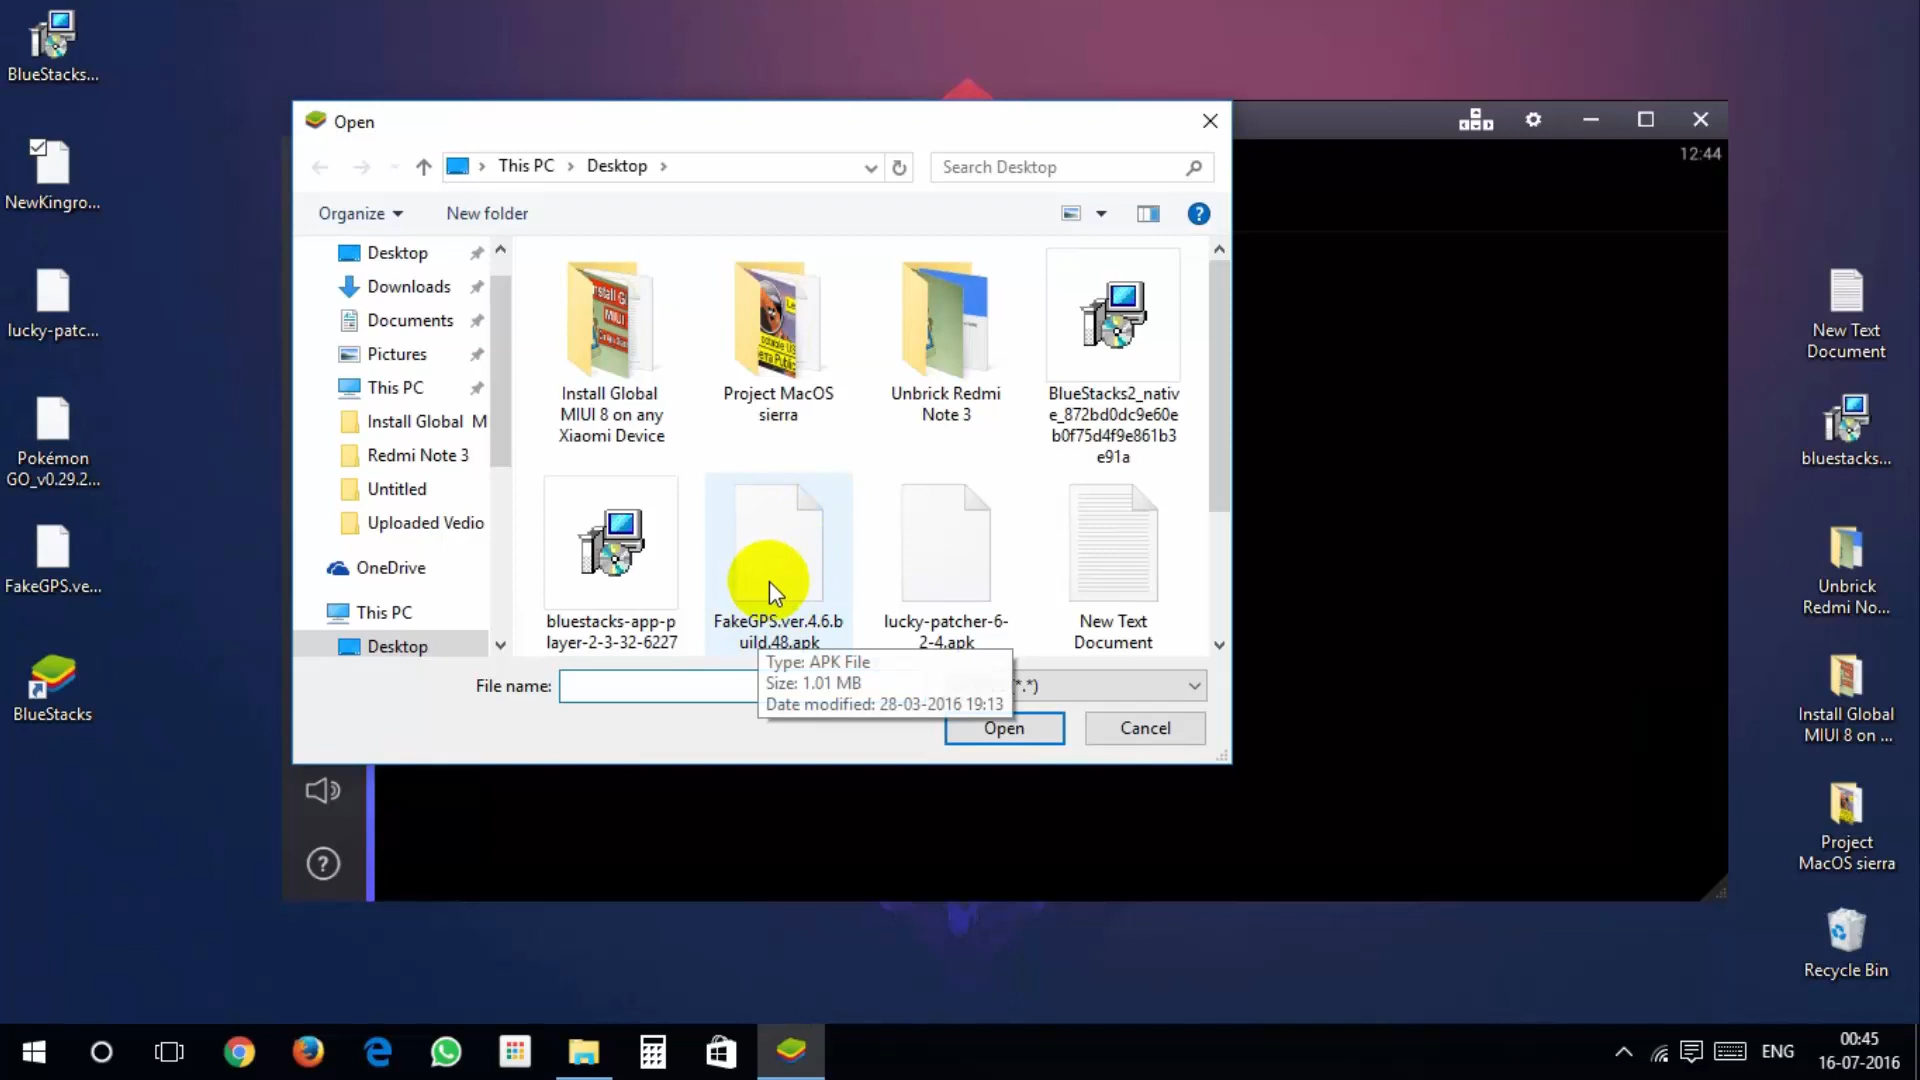 BlueStacks...
NewKingro...
lucky-patc...
Pokémon
GO_v0.29.2...
FakeGPS.ve...
BlueStacks
Open
This PC
Desktop
Search Desktop
Organize
New folder
Desktop
Downloads
Documents
Pictures
This PC
Install Global M
Redmi Note 3
Untitled
Uploaded Vedio
OneDrive
This PC
Desktop
Install Global
MIUI 8 on any
Xiaomi Device
Project MacOS
sierra
Unbrick Redmi
Note 3
BlueStacks2_nativ
e_872bd0dc9e60e
b0f75d4f9e861b3
e91a
bluestacks-app-p
layer-2-3-32-6227
FakeGPS.ver.4.6.b
uild.48.apk
lucky-patcher-6-
2-4.apk
New Text
Document
Type: APK File
Size: 1.01 MB
Date modified: 28-03-2016 19:13
File name:
(*.*)
Open
Cancel
12:44
New Text
Document
bluestacks...
Unbrick
Redmi No...
Install Global
MIUI 8 on ...
Project
MacOS sierra
Recycle Bin
ENG
00:45
16-07-2016